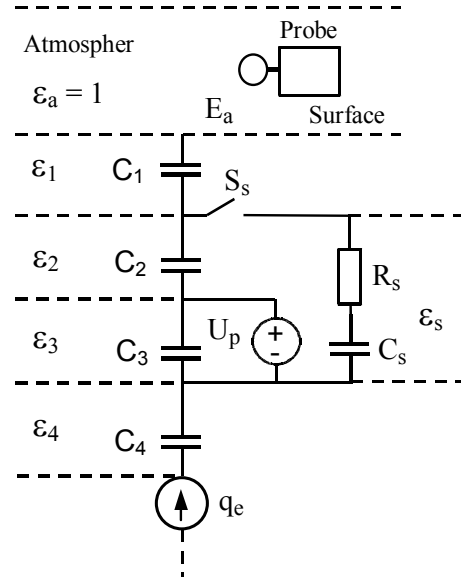 Probe
Atmospher
εa = 1
Ea
Surface
ε1
C1
Ss
ε2
C2
Rs
Up
+
-
εs
ε3
C3
Cs
ε4
C4
qe